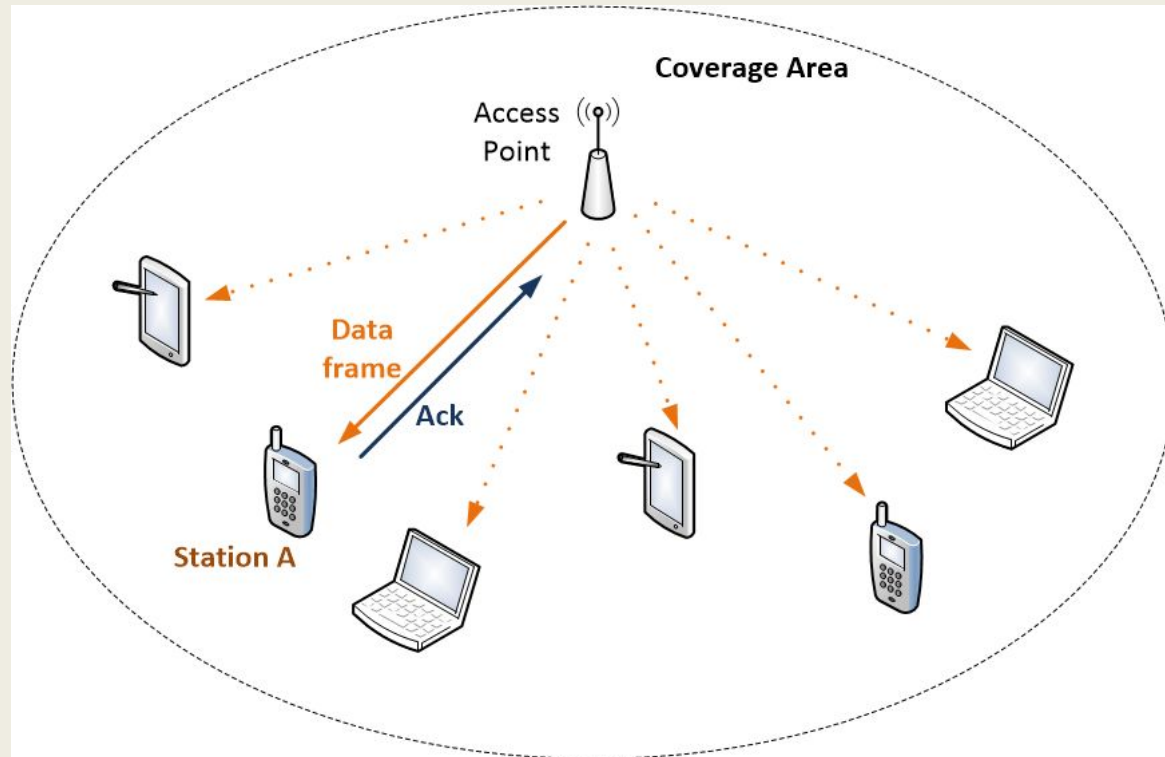 Coverage Area
Access
Point
Data
frame
Ack
Station A